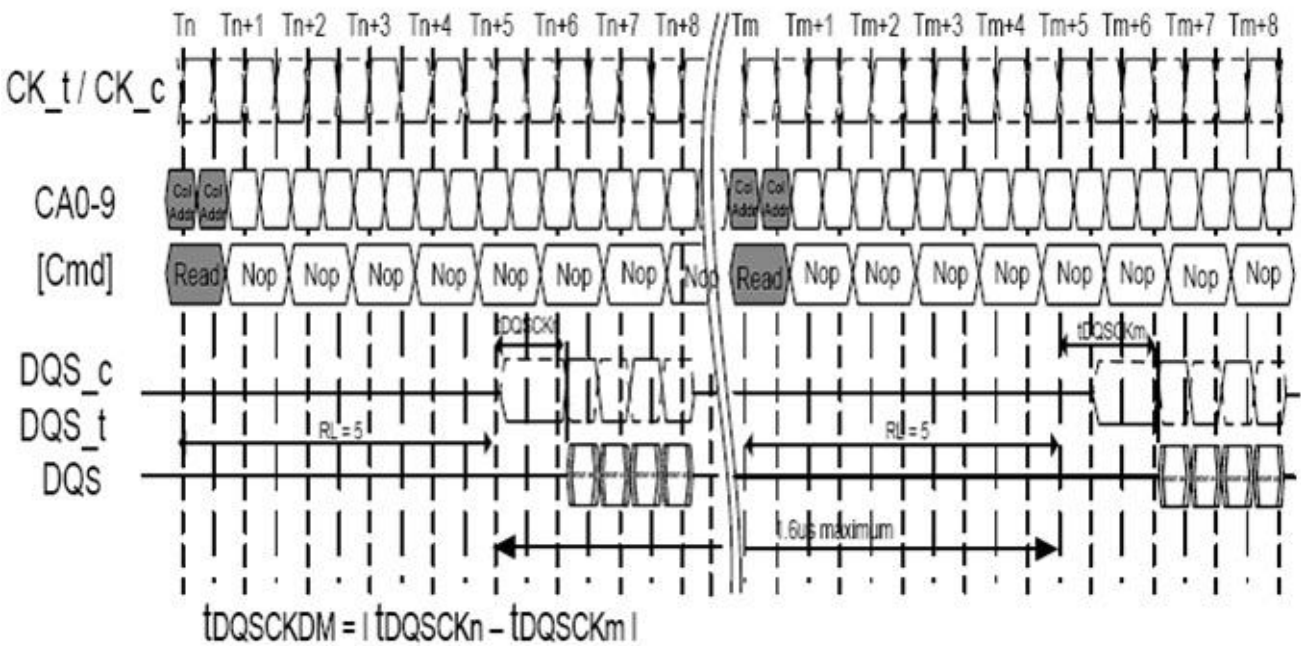 Tn Tn+1 Tn+2 Tn+3 Tn+4 Tn+5 Tn+6 Tn+7 Tn+8 Tm Tm+1 Tm+2 Tm+3 Tm+4 Tm+5 Tm+6 Tm+7 Tm+8
CK_t / CK_c
CA0-9 Col Addr Col Addr Col Addr Col Addr
[Cmd] Read Nop Nop Nop Nop Nop Nop Nop Nop Read Nop Nop Nop Nop Nop Nop Nop Nop
tDQSCKn tDQSCKm
DQS_c
DQS_t
RL = 5 RL = 5
DQS
1.6us maximum
tDQSCKDM = | tDQSCKn – tDQSCKm |